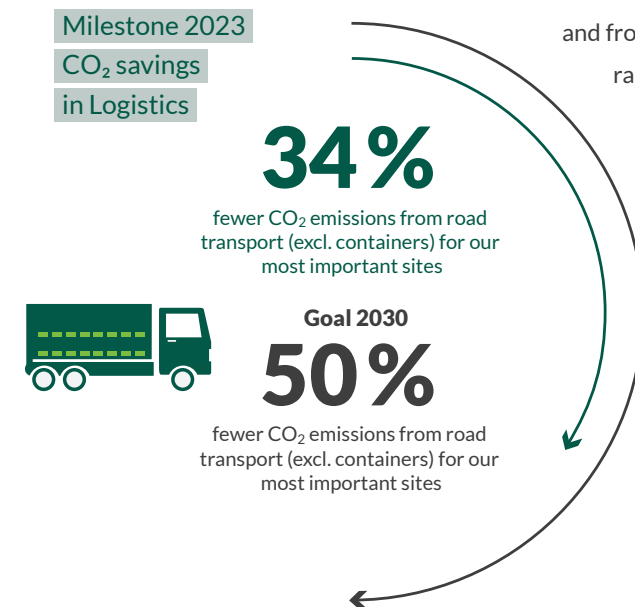 Milestone 2023
CO₂ savings
in Logistics
and fro
ra
34%
fewer CO₂ emissions from road
transport (excl. containers) for our
most important sites
Goal 2030
50%
fewer CO₂ emissions from road
transport (excl. containers) for our
most important sites